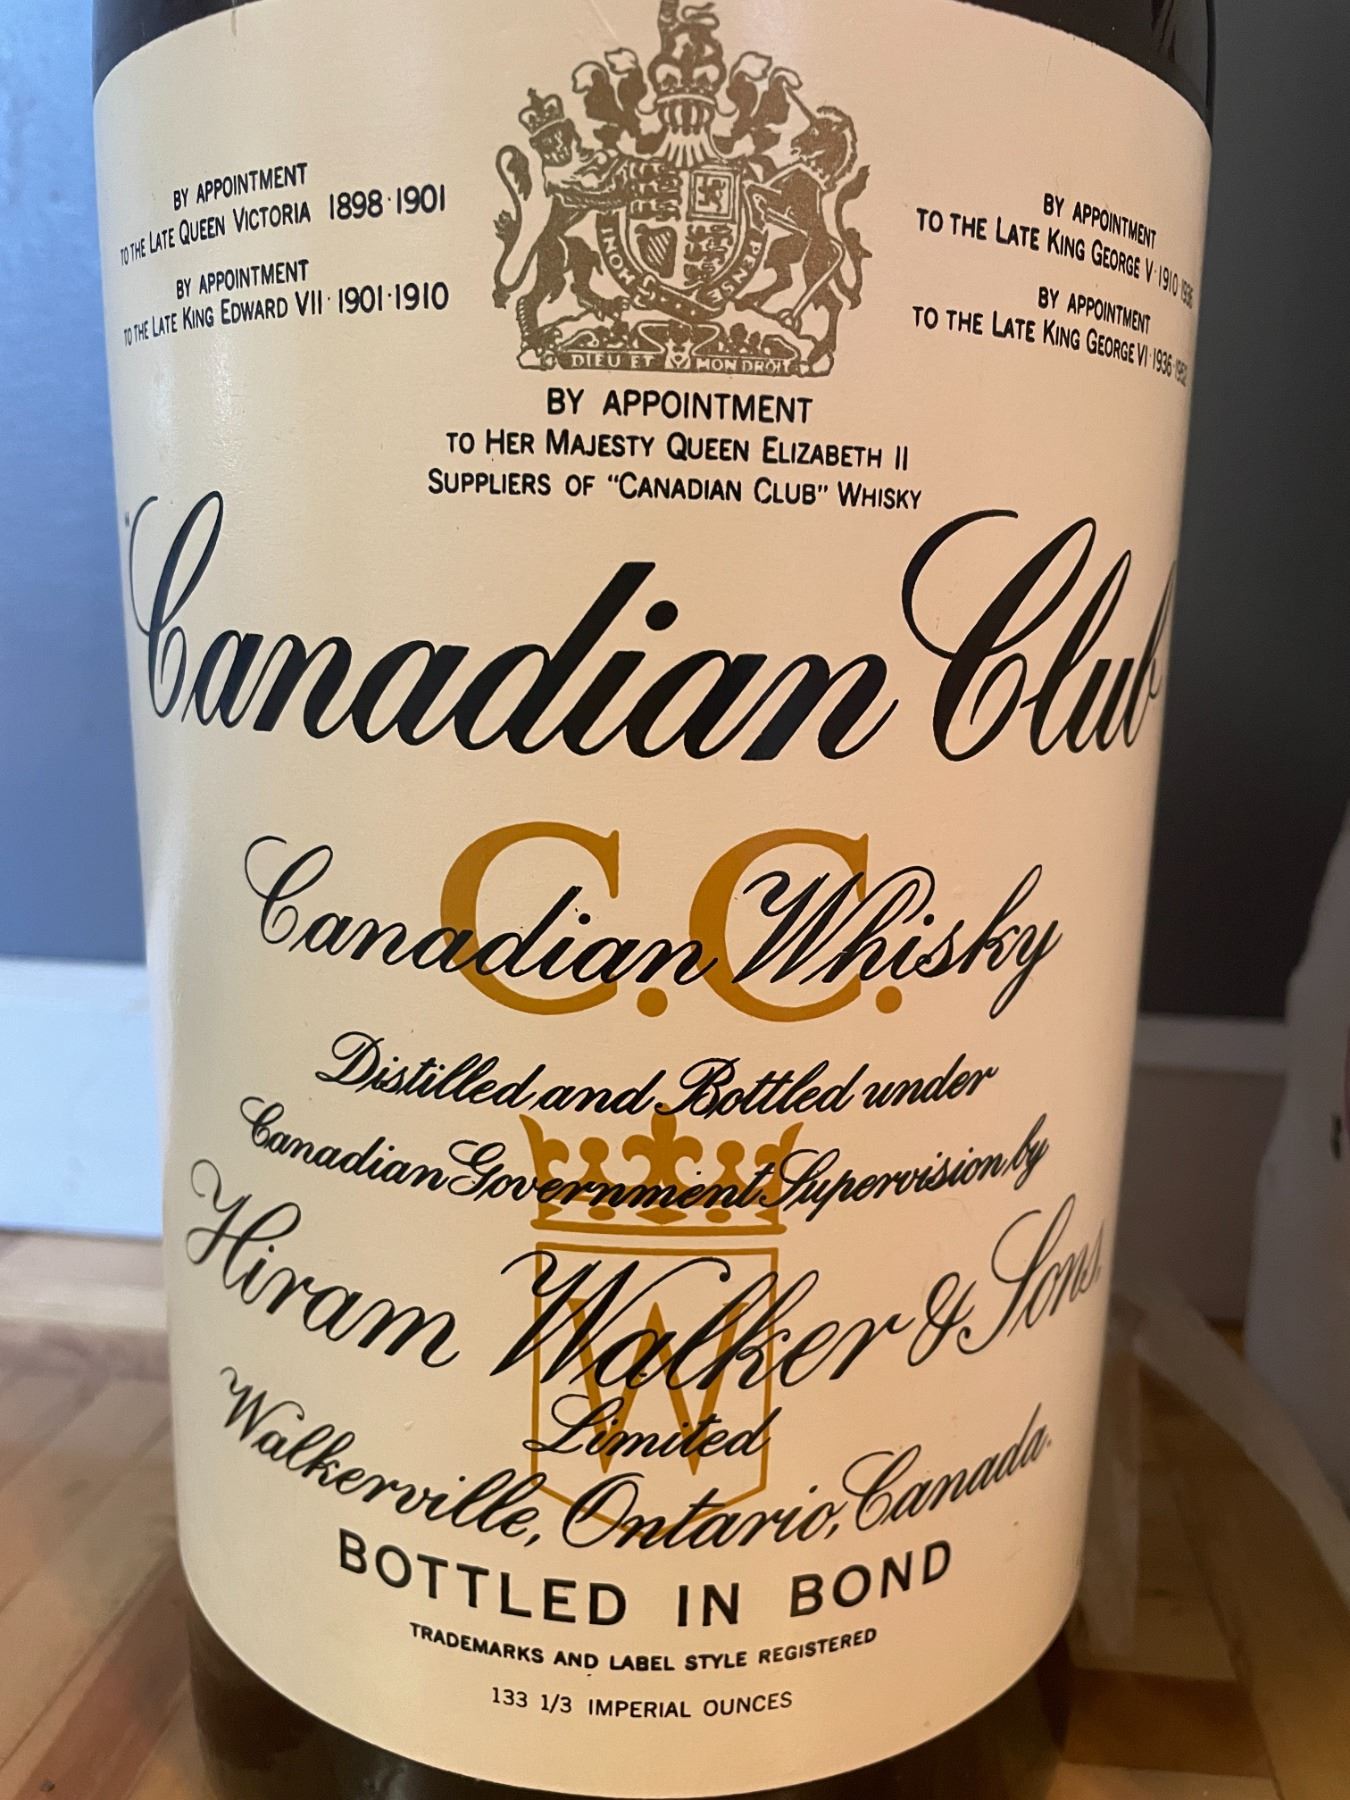 BY APPOINTMENT
TO THE LATE QUEEN VICTORIA 1898·1901
BY APPOINTMENT
TO THE LATE KING EDWARD VII·1901·1910
BY APPOINTMENT
TO THE LATE KING GEORGE V·1910·1936
BY APPOINTMENT
TO THE LATE KING GEORGE VI·1936·1952
HONI PENSE
DIEU ET MON DROIT
BY APPOINTMENT
TO HER MAJESTY QUEEN ELIZABETH II
SUPPLIERS OF "CANADIAN CLUB" WHISKY
"Canadian Club"
C.C.
Canadian Whisky
Distilled and Bottled under
Canadian Government Supervision by
Hiram Walker & Sons,
W
Limited
Walkerville, Ontario, Canada.
BOTTLED IN BOND
TRADEMARKS AND LABEL STYLE REGISTERED
133 1/3 IMPERIAL OUNCES